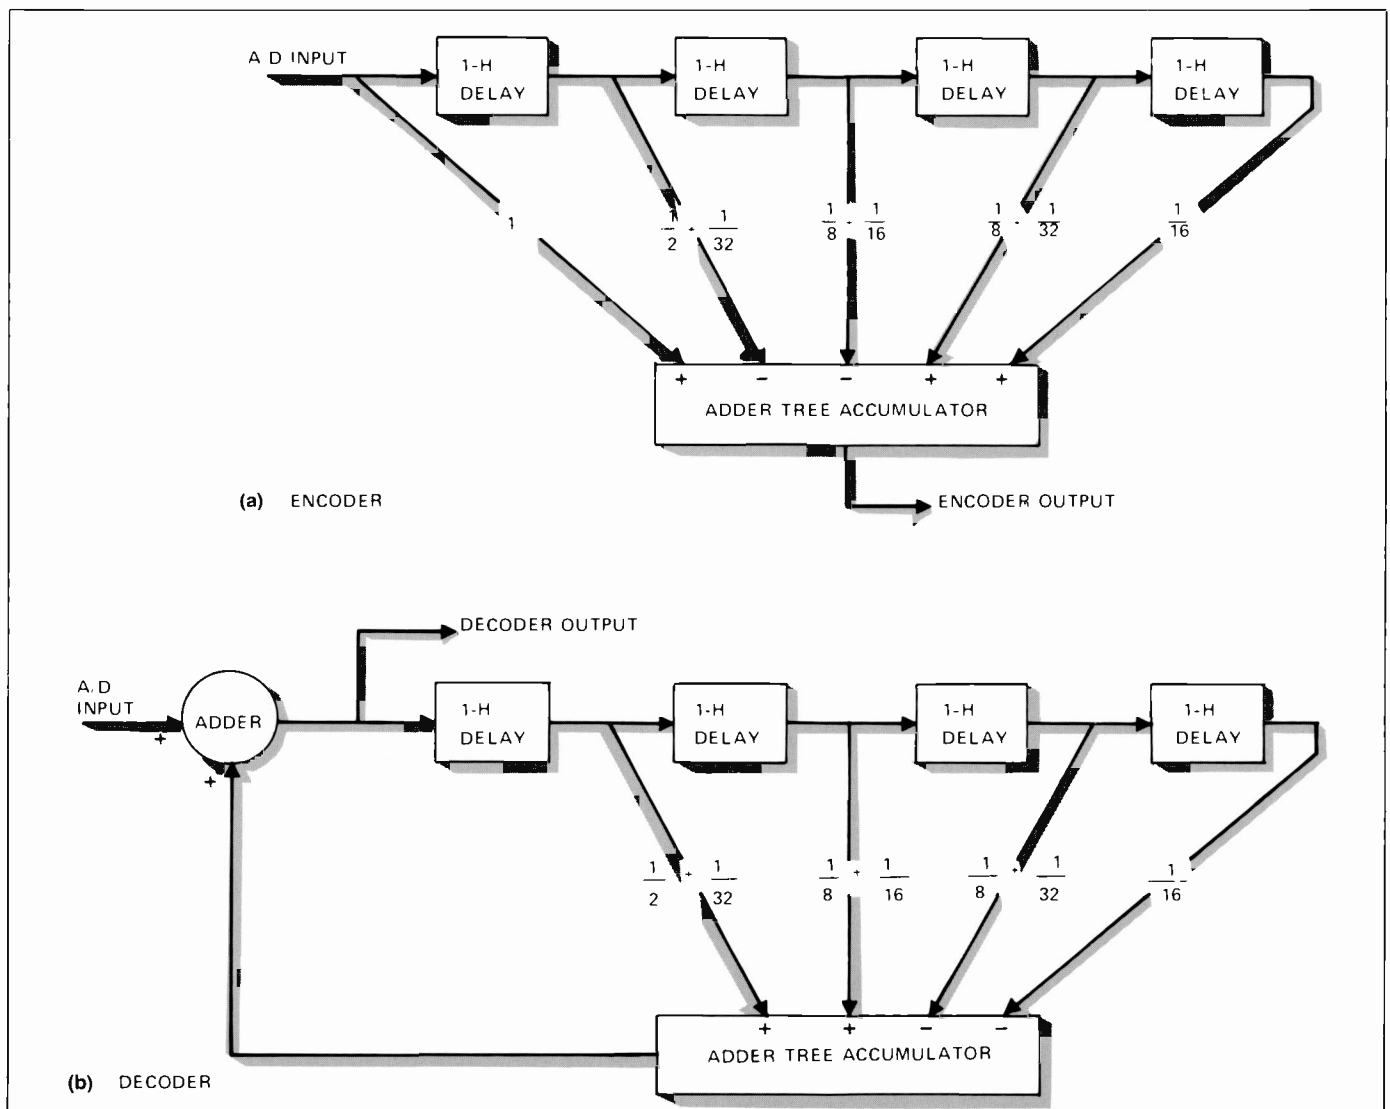 A D INPUT
1-H DELAY
1-H DELAY
1-H DELAY
1-H DELAY
1
1/2 + 1/32
1/8 + 1/16
1/8 + 1/32
1/16
+ − − + +
ADDER TREE ACCUMULATOR
(a) ENCODER
ENCODER OUTPUT
DECODER OUTPUT
A/D
INPUT
+
ADDER
+
1-H DELAY
1-H DELAY
1-H DELAY
1-H DELAY
1/2 + 1/32
1/8 + 1/16
1/8 + 1/32
1/16
+ + − −
ADDER TREE ACCUMULATOR
(b) DECODER